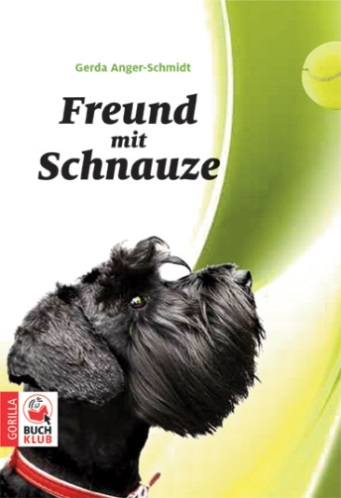 Gerda Anger-Schmidt
Freund
mit
Schnauze
GORILLA
BUCH
KLUB